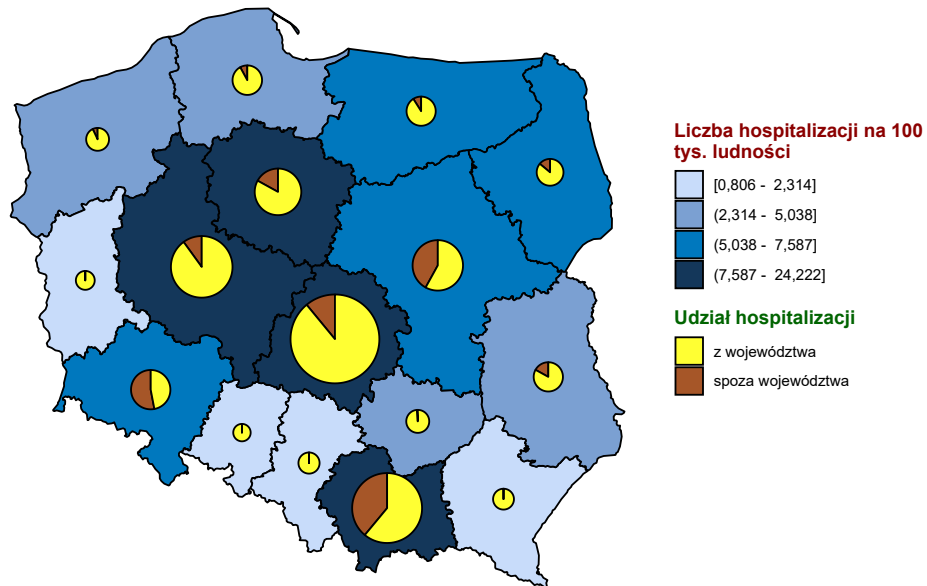 Liczba hospitalizacji na 100
tys. ludności
[0,806 - 2,314]
(2,314 - 5,038]
(5,038 - 7,587]
(7,587 - 24,222]
Udział hospitalizacji
z województwa
spoza województwa